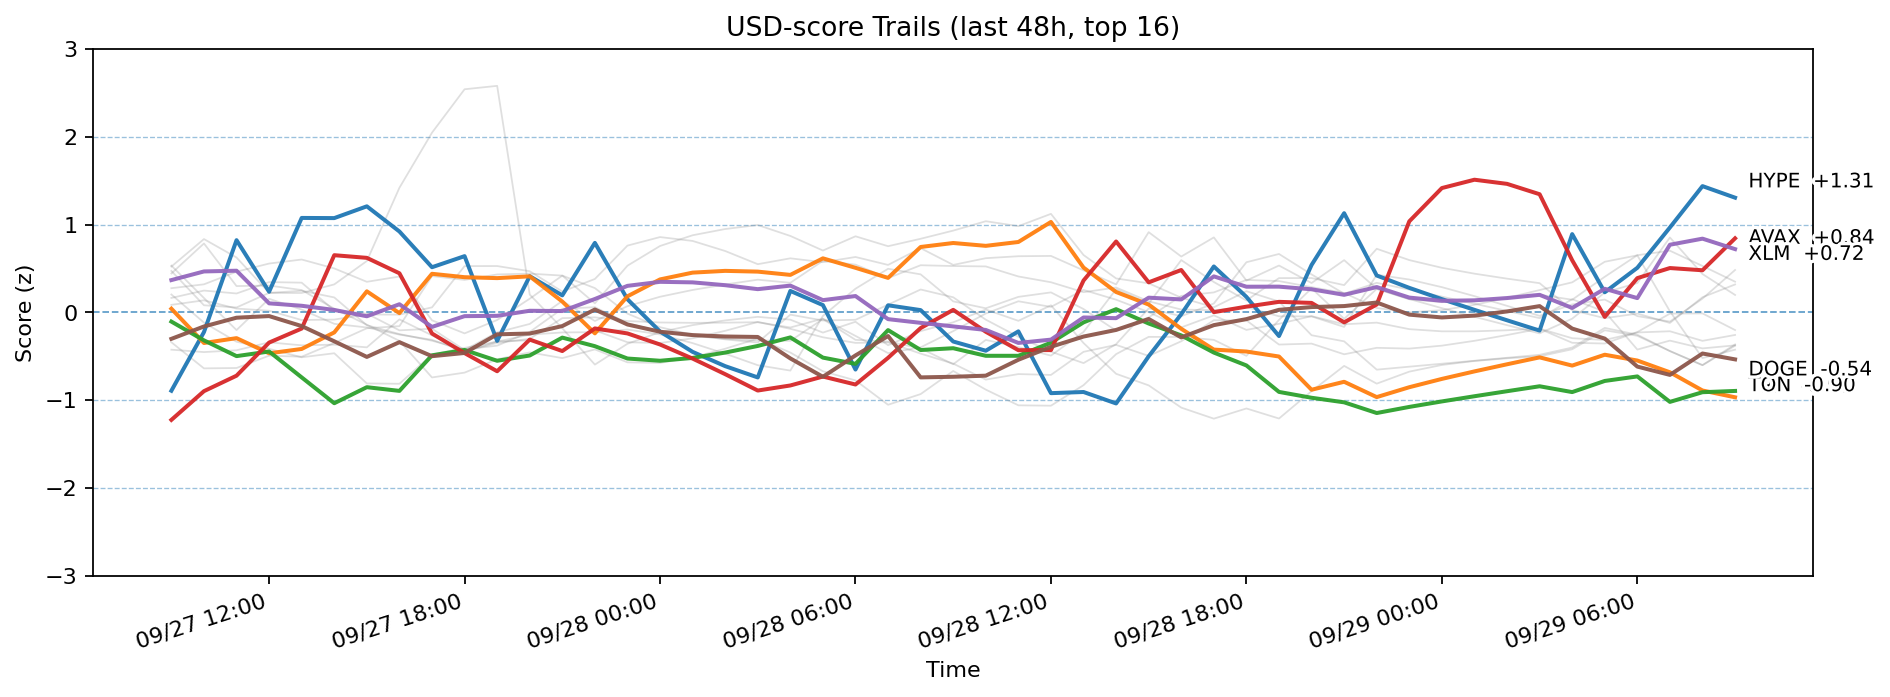 USD-score Trails (last 48h, top 16)
Score (z)
3
2
1
0
−1
−2
−3
HYPE +1.31
AVAX +0.84
XLM +0.72
DOGE -0.54
TON -0.90
09/27 12:00
09/27 18:00
09/28 00:00
09/28 06:00
09/28 12:00
09/28 18:00
09/29 00:00
09/29 06:00
Time